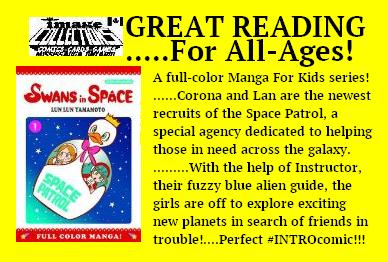 the image
COLLECTIONS
COMICS-CARDS-GAMES
GREAT READING
.....For All-Ages!
SWANS in SPACE
LUN LUN YAMAMOTO
1
SPACE
PATROL
FULL COLOR MANGA!
A full-color Manga For Kids series!
......Corona and Lan are the newest
recruits of the Space Patrol, a
special agency dedicated to helping
those in need across the galaxy.
.........With the help of Instructor,
their fuzzy blue alien guide, the
girls are off to explore exciting
new planets in search of friends in
trouble!....Perfect #INTROcomic!!!